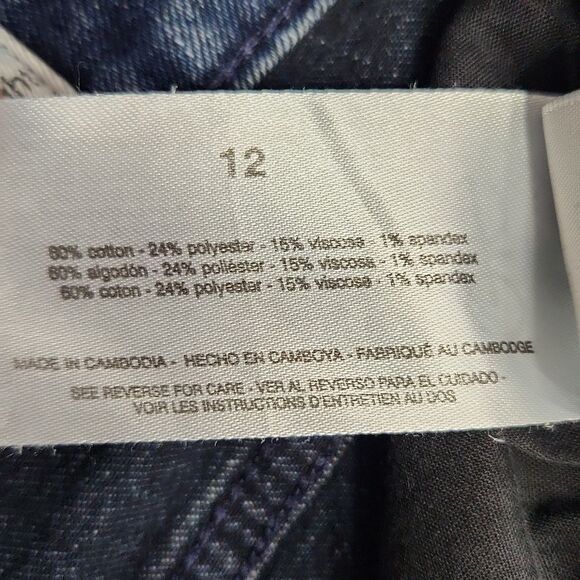 12
60% cotton - 24% polyester - 15% viscose - 1% spandex
60% algodón - 24% poliéster - 15% viscosa - 1% spandex
60% coton - 24% polyester - 15% viscose - 1% spandex
MADE IN CAMBODIA - HECHO EN CAMBOYA - FABRIQUÉ AU CAMBODGE
SEE REVERSE FOR CARE - VER AL REVERSO PARA EL CUIDADO -
VOIR LES INSTRUCTIONS D'ENTRETIEN AU DOS